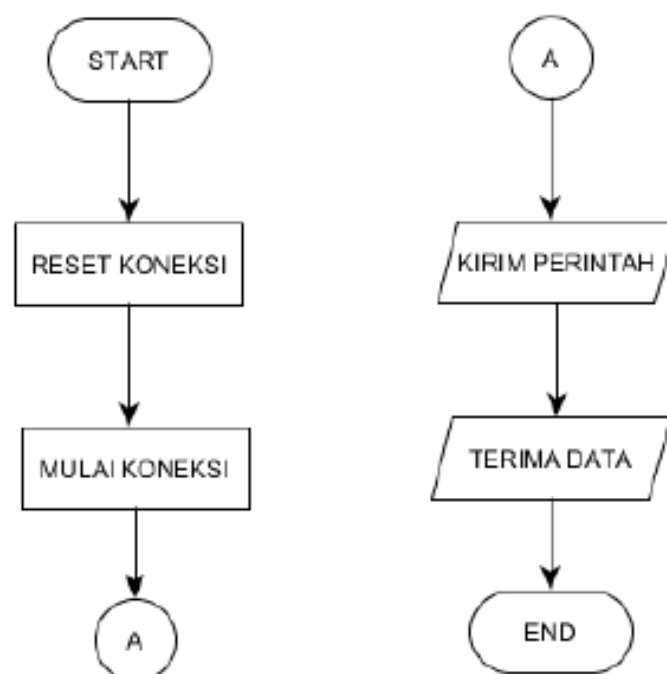 START
RESET KONEKSI
MULAI KONEKSI
A
A
KIRIM PERINTAH
TERIMA DATA
END